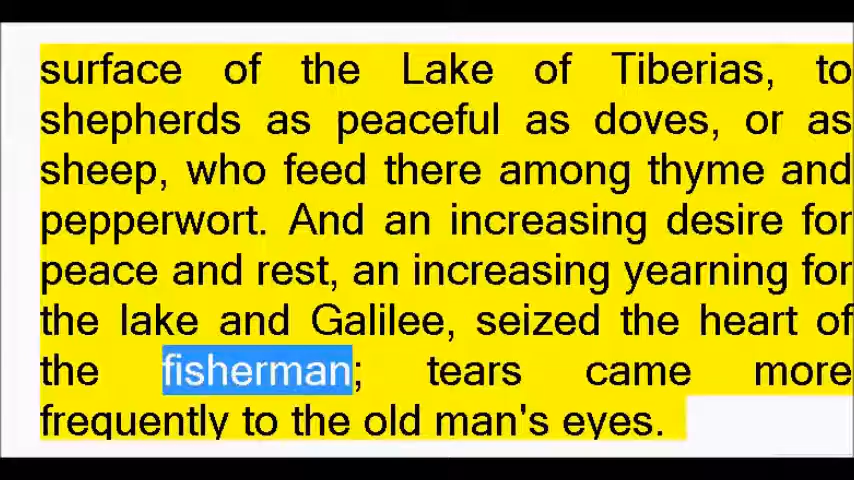 surface of the Lake of Tiberias, to
shepherds as peaceful as doves, or as
sheep, who feed there among thyme and
pepperwort. And an increasing desire for
peace and rest, an increasing yearning for
the lake and Galilee, seized the heart of
the fisherman; tears came more
frequently to the old man's eyes.